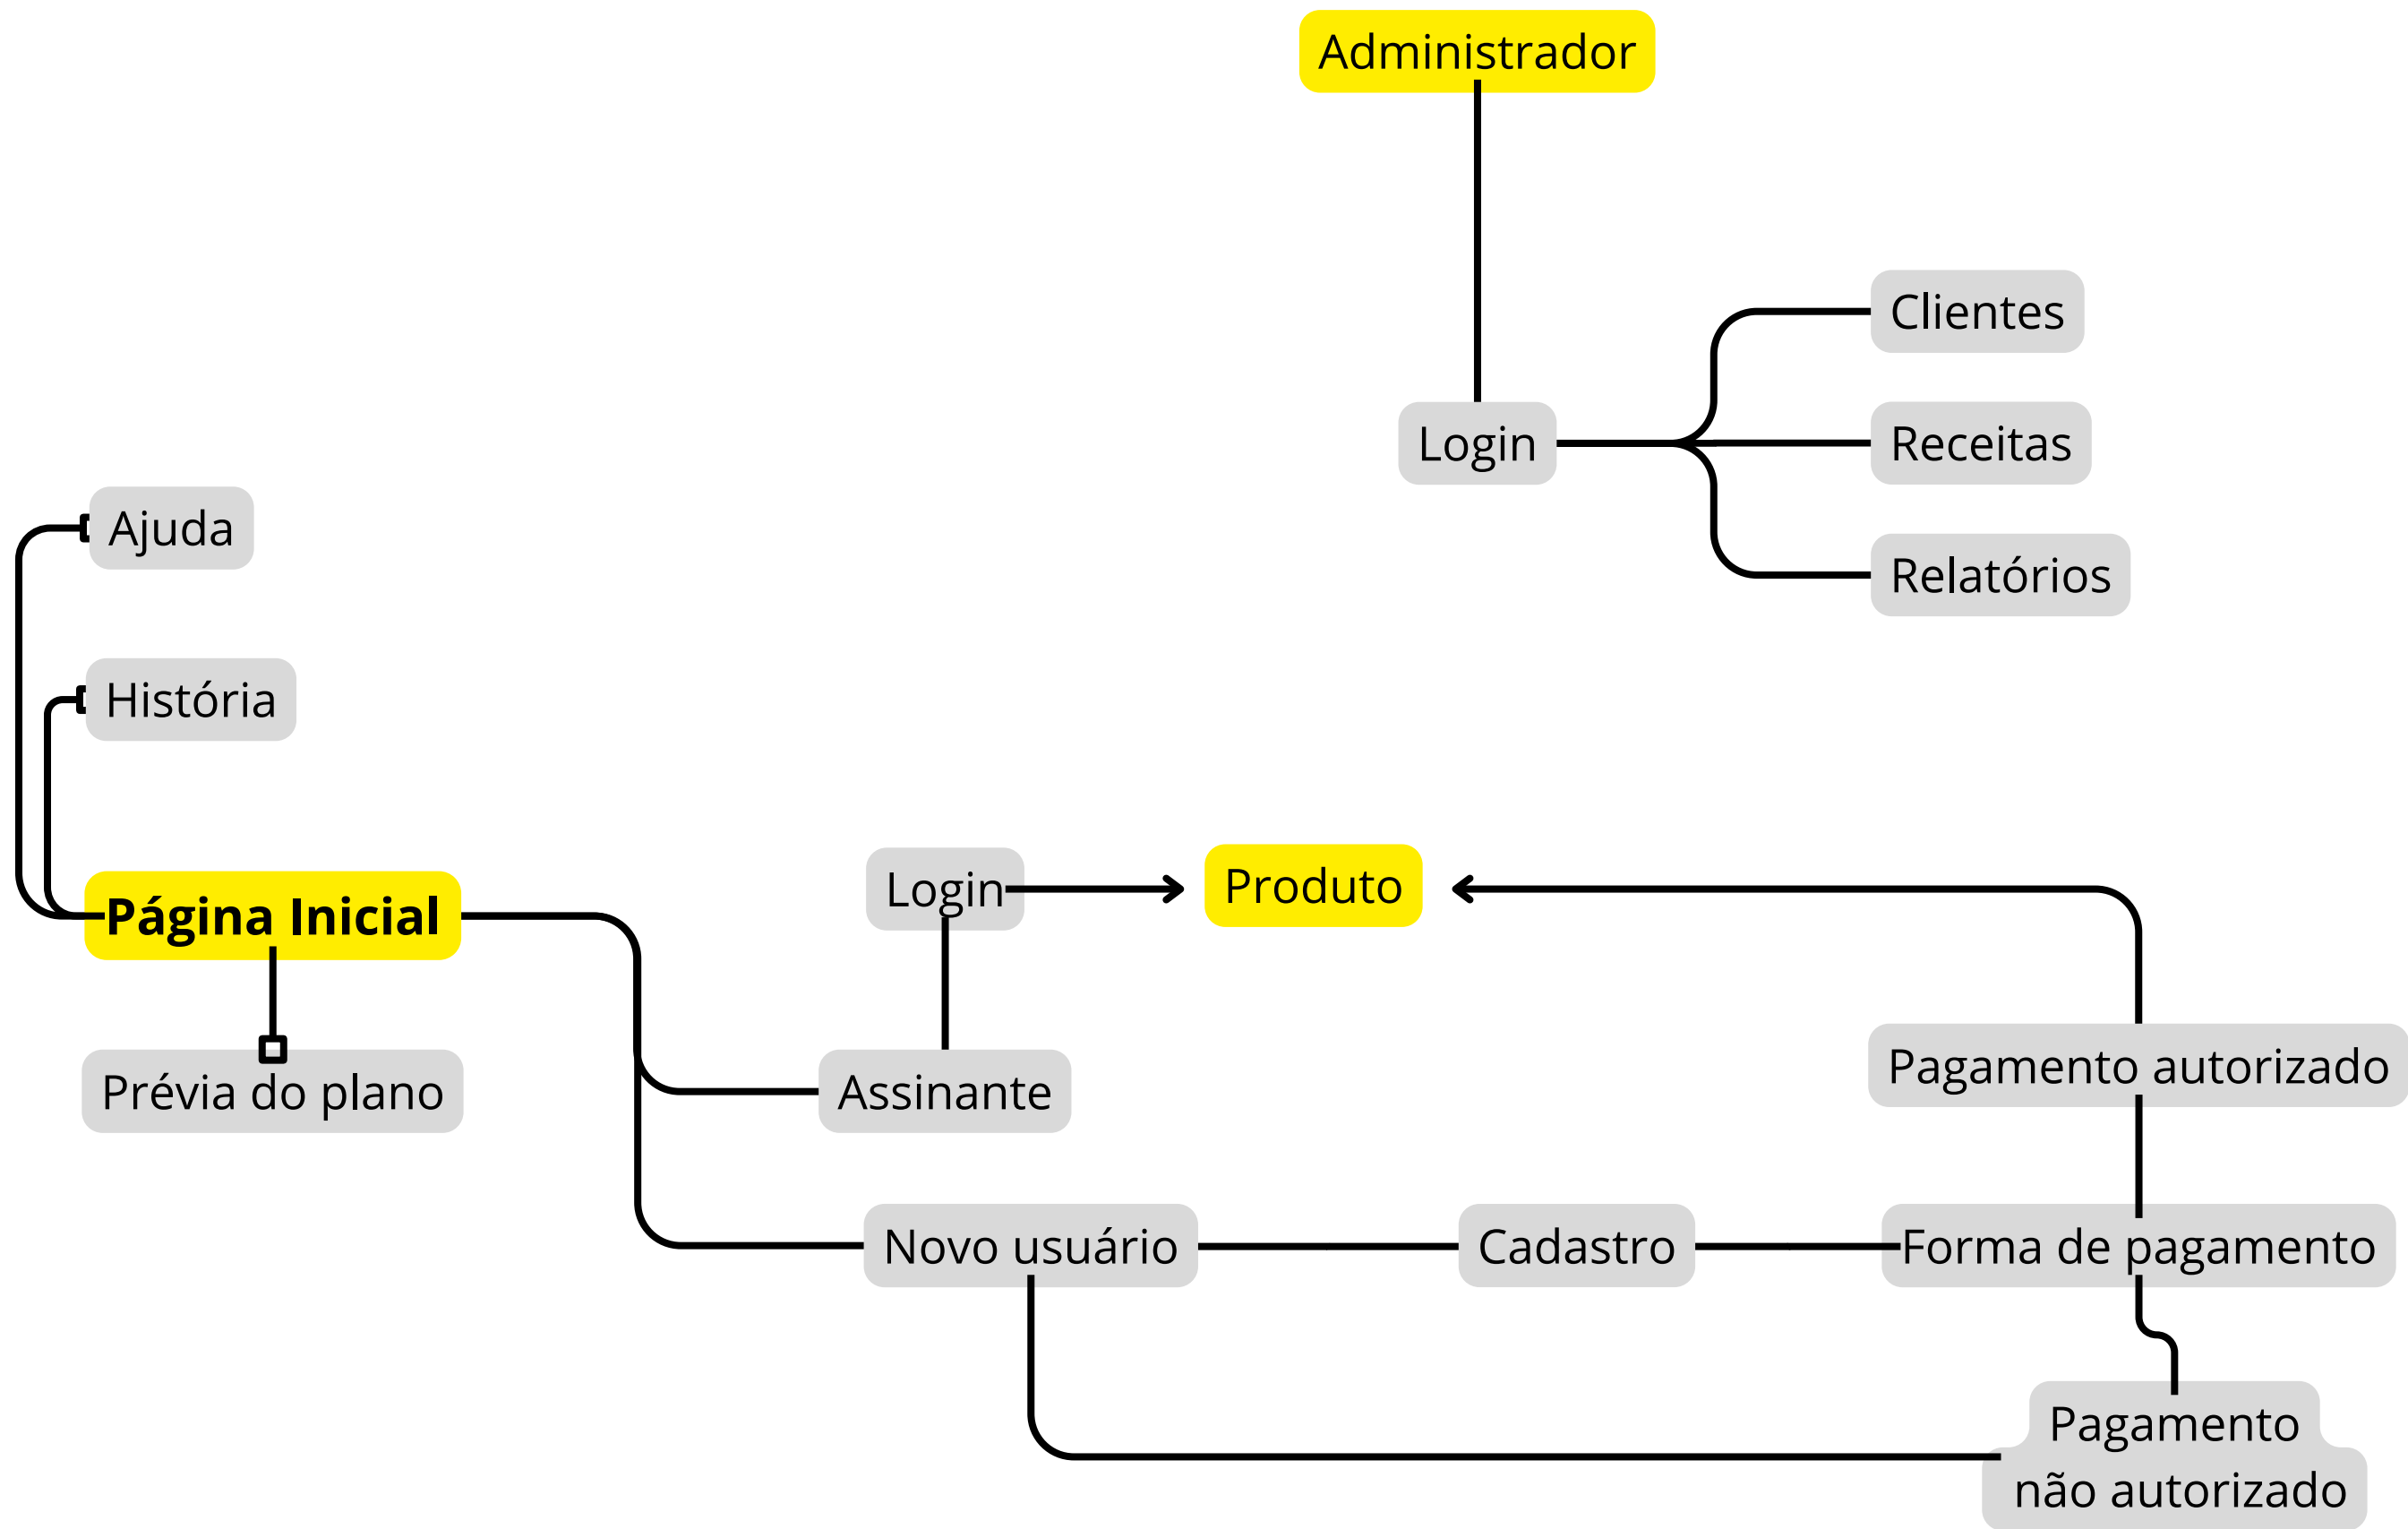 Administrador
Clientes
Login
Receitas
Ajuda
Relatórios
História
Login
Produto
Página Inicial
Pagamento autorizado
Prévia do plano
Assinante
Novo usuário
Cadastro
Forma de pagamento
Pagamento
não autorizado